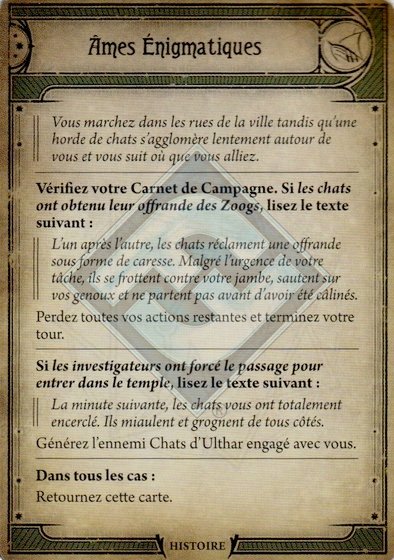 Âmes Énigmatiques
Vous marchez dans les rues de la ville tandis qu'une
horde de chats s'agglomère lentement autour de
vous et vous suit où que vous alliez.
Vérifiez votre Carnet de Campagne. Si les chats
ont obtenu leur offrande des Zoogs, lisez le texte
suivant :
L'un après l'autre, les chats réclament une offrande
sous forme de caresse. Malgré l'urgence de votre
tâche, ils se frottent contre votre jambe, sautent sur
vos genoux et ne partent pas avant d'avoir été câlinés.
Perdez toutes vos actions restantes et terminez votre
tour.
Si les investigateurs ont forcé le passage pour
entrer dans le temple, lisez le texte suivant :
La minute suivante, les chats vous ont totalement
encerclé. Ils miaulent et grognent de tous côtés.
Générez l'ennemi Chats d'Ulthar engagé avec vous.
Dans tous les cas :
Retournez cette carte.
HISTOIRE